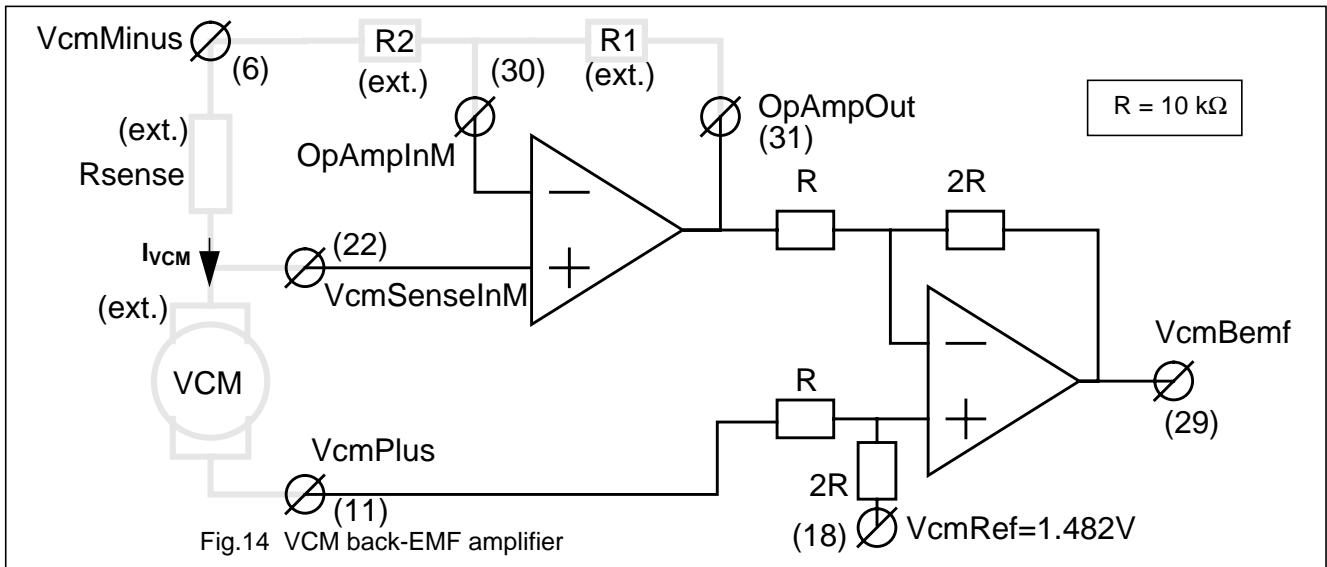 VcmMinus
(6)
R2
(ext.)
(30)
R1
(ext.)
OpAmpOut
(31)
R = 10 kΩ
(ext.)
Rsense
OpAmpInM
R
2R
IVCM
(22)
VcmSenseInM
(ext.)
VCM
VcmBemf
(29)
R
VcmPlus
(11)
2R
(18)
VcmRef=1.482V
Fig.14 VCM back-EMF amplifier